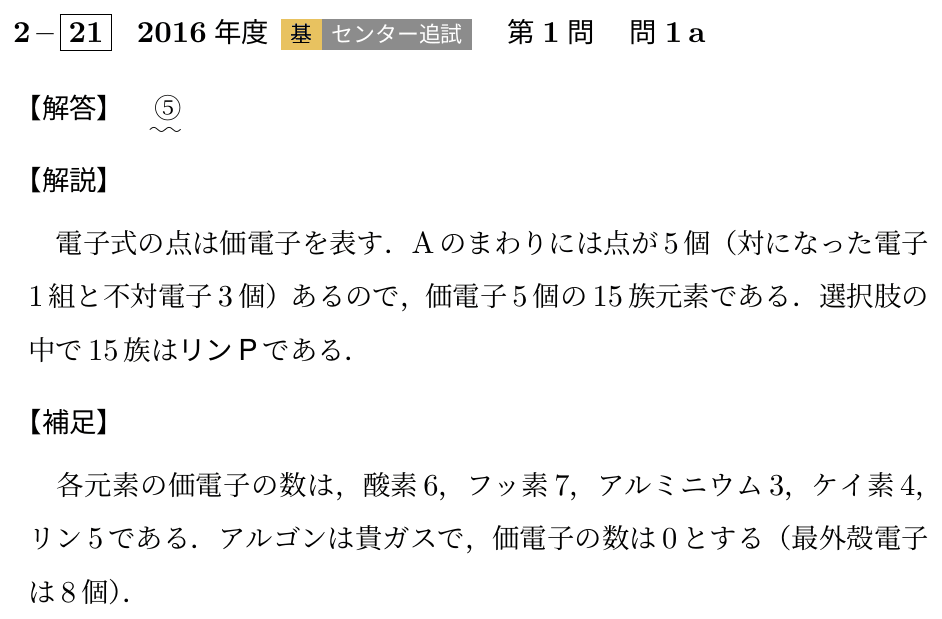 2－21 2016 年度 基 センター追試 第 1 問 問 1 a
【解答】 ⑤
【解説】
電子式の点は価電子を表す．A のまわりには点が 5 個（対になった電子
1 組と不対電子 3 個）あるので，価電子 5 個の 15 族元素である．選択肢の
中で 15 族はリン P である．
【補足】
各元素の価電子の数は，酸素 6，フッ素 7，アルミニウム 3，ケイ素 4，
リン 5 である．アルゴンは貴ガスで，価電子の数は 0 とする（最外殻電子
は 8 個）．